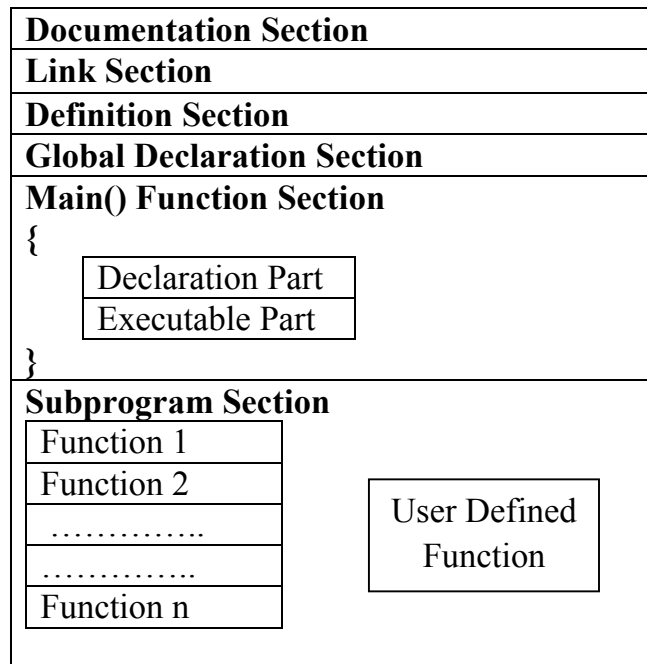 Documentation Section
Link Section
Definition Section
Global Declaration Section
Main() Function Section
{
Declaration Part
Executable Part
}
Subprogram Section
Function 1
Function 2
…………..
…………..
Function n
User Defined
Function